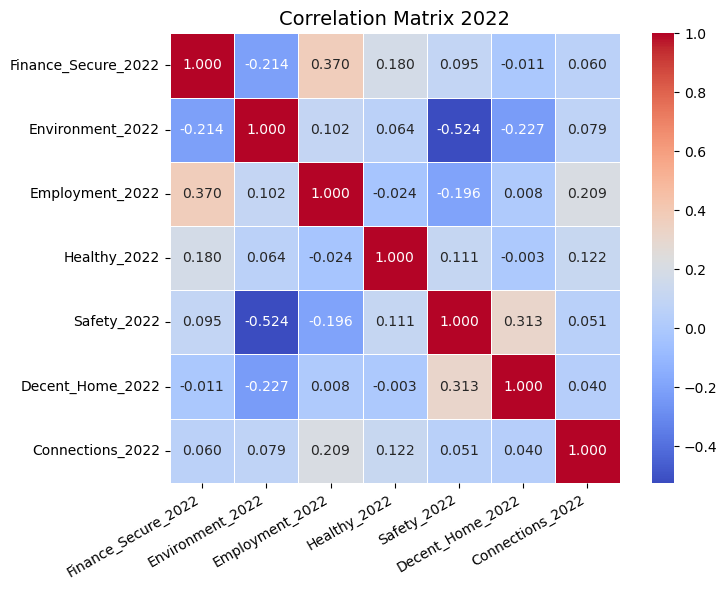 Correlation Matrix 2022
Finance_Secure_2022 1.000 -0.214 0.370 0.180 0.095 -0.011 0.060
Environment_2022 -0.214 1.000 0.102 0.064 -0.524 -0.227 0.079
Employment_2022 0.370 0.102 1.000 -0.024 -0.196 0.008 0.209
Healthy_2022 0.180 0.064 -0.024 1.000 0.111 -0.003 0.122
Safety_2022 0.095 -0.524 -0.196 0.111 1.000 0.313 0.051
Decent_Home_2022 -0.011 -0.227 0.008 -0.003 0.313 1.000 0.040
Connections_2022 0.060 0.079 0.209 0.122 0.051 0.040 1.000
Finance_Secure_2022
Environment_2022
Employment_2022
Healthy_2022
Safety_2022
Decent_Home_2022
Connections_2022
1.0
0.8
0.6
0.4
0.2
0.0
−0.2
−0.4